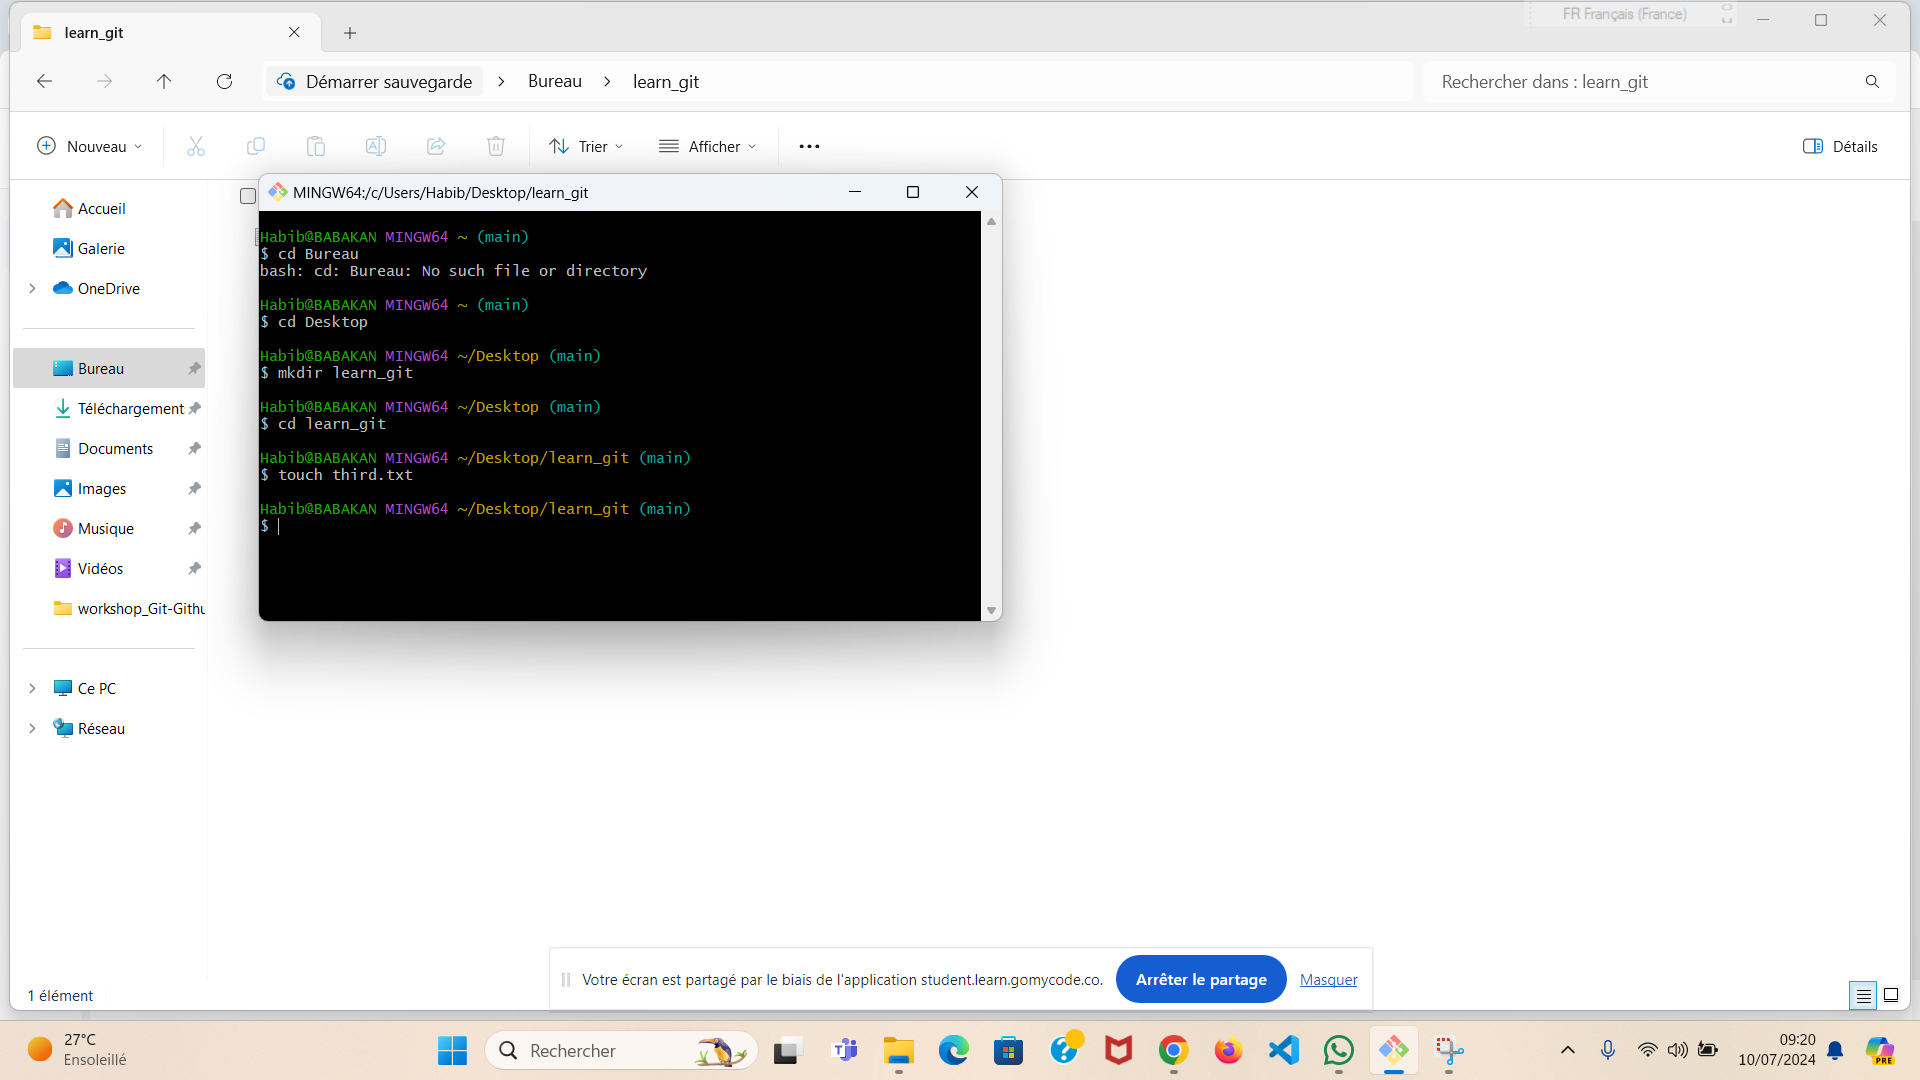 learn_git
FR Français (France)
Démarrer sauvegarde
Bureau
learn_git
Rechercher dans : learn_git
Nouveau
Trier
Afficher
Détails
Accueil
Galerie
OneDrive
Bureau
Téléchargement
Documents
Images
Musique
Vidéos
workshop_Git-Githu
Ce PC
Réseau
MINGW64:/c/Users/Habib/Desktop/learn_git
Habib@BABAKAN MINGW64 ~ (main)
$ cd Bureau
bash: cd: Bureau: No such file or directory
Habib@BABAKAN MINGW64 ~ (main)
$ cd Desktop
Habib@BABAKAN MINGW64 ~/Desktop (main)
$ mkdir learn_git
Habib@BABAKAN MINGW64 ~/Desktop (main)
$ cd learn_git
Habib@BABAKAN MINGW64 ~/Desktop/learn_git (main)
$ touch third.txt
Habib@BABAKAN MINGW64 ~/Desktop/learn_git (main)
$
Votre écran est partagé par le biais de l'application student.learn.gomycode.co.
Arrêter le partage
Masquer
1 élément
27°C
Ensoleillé
Rechercher
09:20
10/07/2024
PRE